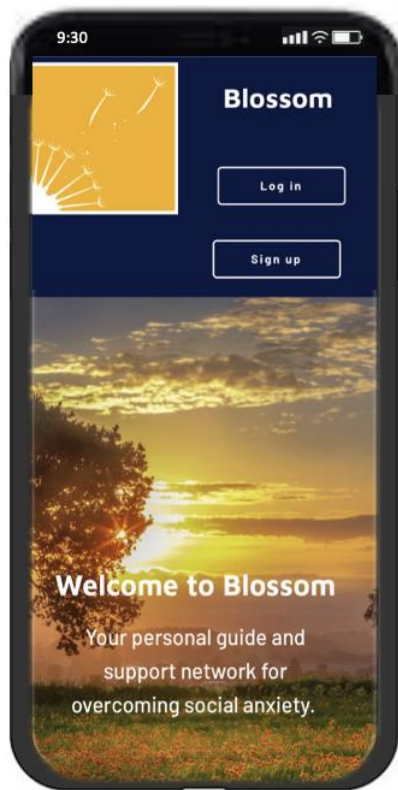 9:30
Blossom
Log in
Sign up
Welcome to Blossom
Your personal guide and
support network for
overcoming social anxiety.